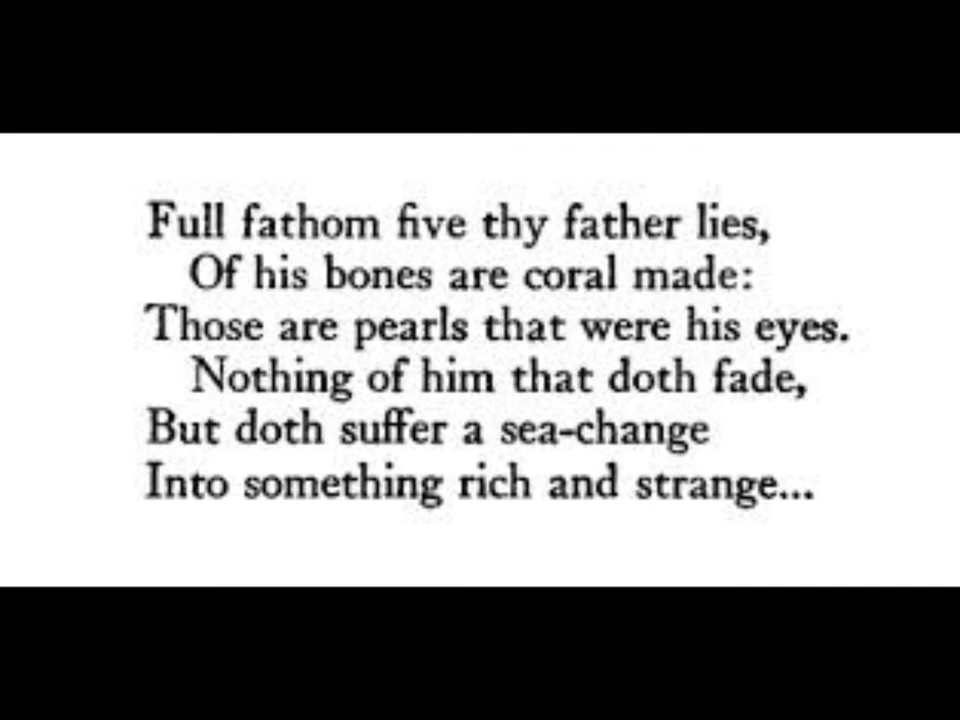 Full fathom five thy father lies,
Of his bones are coral made:
Those are pearls that were his eyes.
Nothing of him that doth fade,
But doth suffer a sea-change
Into something rich and strange...